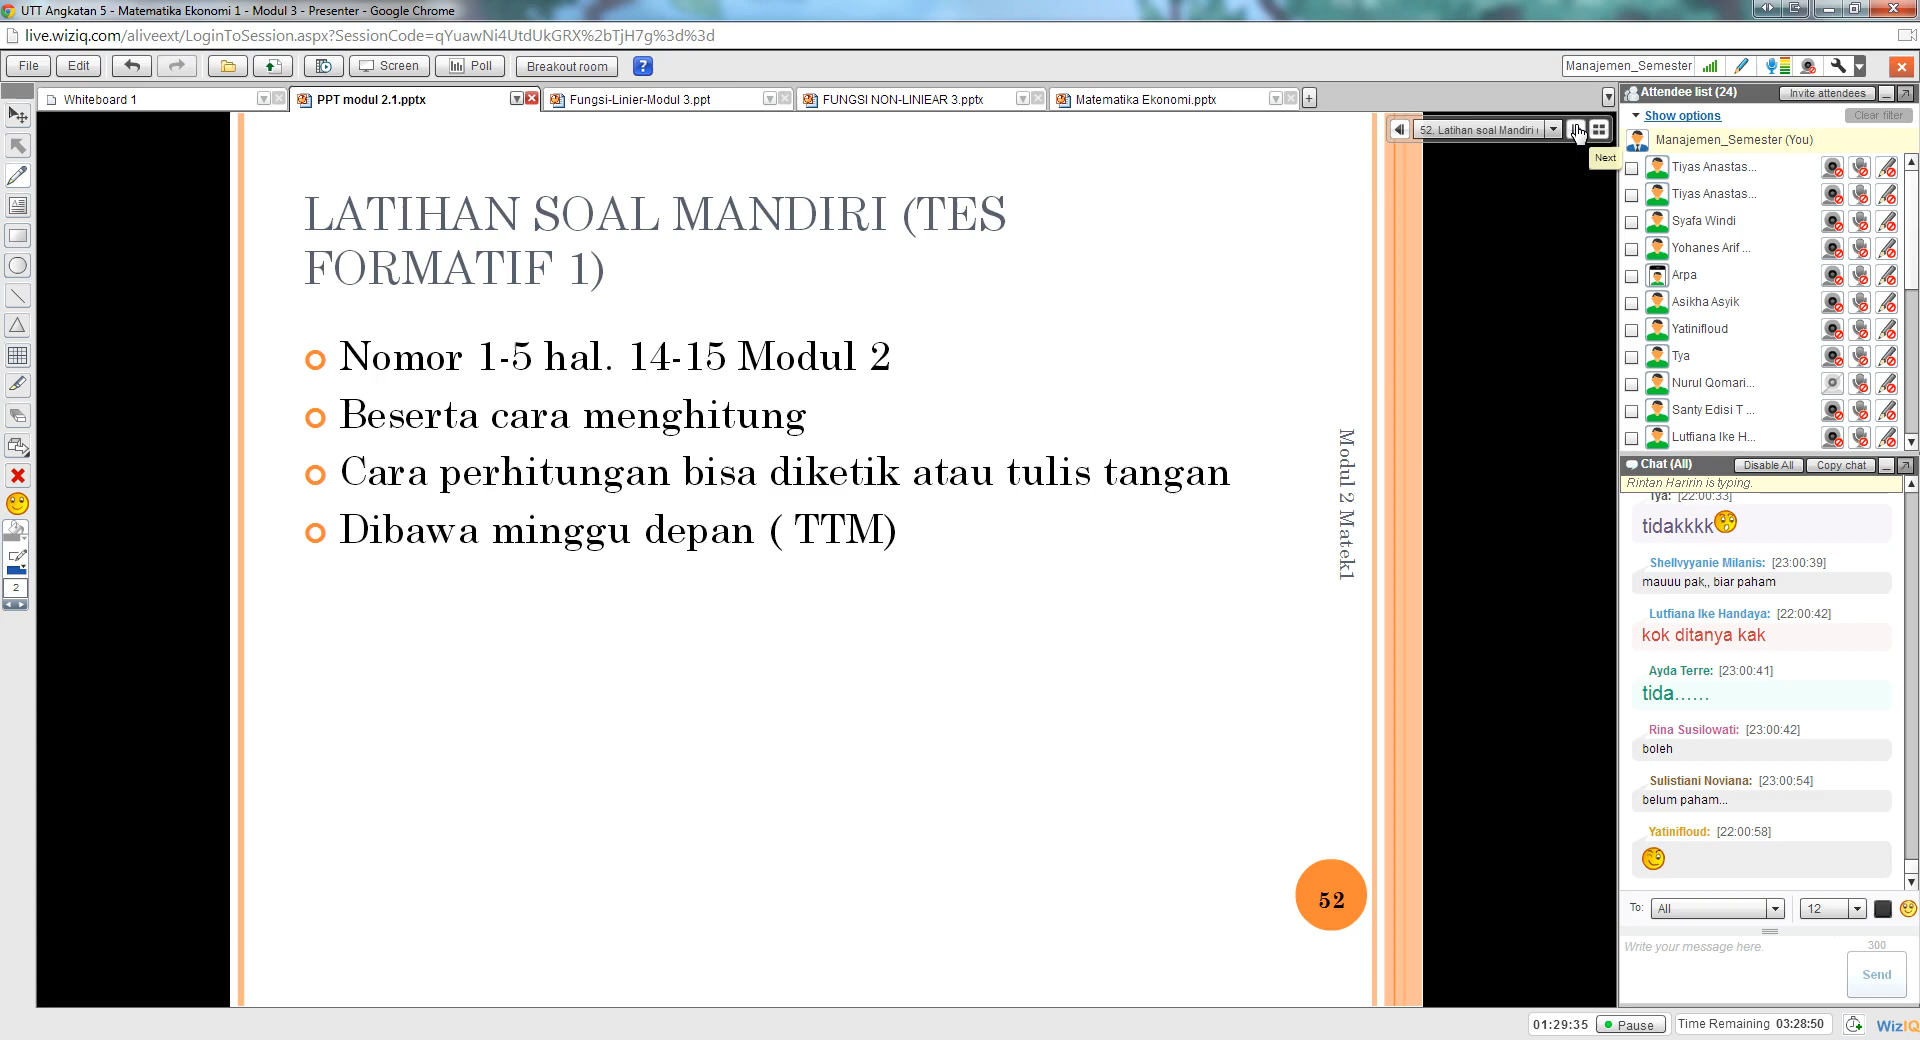 UTT Angkatan 5 - Matematika Ekonomi 1 - Modul 3 - Presenter - Google Chrome
live.wiziq.com/aliveext/LoginToSession.aspx?SessionCode=qYuawNi4UtdUkGRX%2bTjH7g%3d%3d
File Edit Screen Poll Breakout room ? Manajemen_Semester
Whiteboard 1 PPT modul 2.1.pptx Fungsi-Linier-Modul 3.ppt FUNGSI NON-LINIEAR 3.pptx Matematika Ekonomi.pptx +
52. Latihan soal Mandiri
Next
LATIHAN SOAL MANDIRI (TES
FORMATIF 1)
Nomor 1-5 hal. 14-15 Modul 2
Beserta cara menghitung
Cara perhitungan bisa diketik atau tulis tangan
Dibawa minggu depan ( TTM)
Modul 2 Matek1
52
2
Attendee list (24) Invite attendees
Show options Clear filter
Manajemen_Semester (You)
Tiyas Anastas...
Tiyas Anastas...
Syafa Windi
Yohanes Arif ...
Arpa
Asikha Asyik
Yatinifloud
Tya
Nurul Qomari...
Santy Edisi T ...
Lutfiana Ike H...
Chat (All) Disable All Copy chat
Rintan Haririn is typing.
Tya: [22:00:33]
tidakkkk
Shellvyyanie Milanis: [23:00:39]
mauuu pak,, biar paham
Lutfiana Ike Handaya: [22:00:42]
kok ditanya kak
Ayda Terre: [23:00:41]
tida......
Rina Susilowati: [23:00:42]
boleh
Sulistiani Noviana: [23:00:54]
belum paham...
Yatinifloud: [22:00:58]
To: All 12
Write your message here. 300
Send
01:29:35 Pause Time Remaining 03:28:50 WizIQ